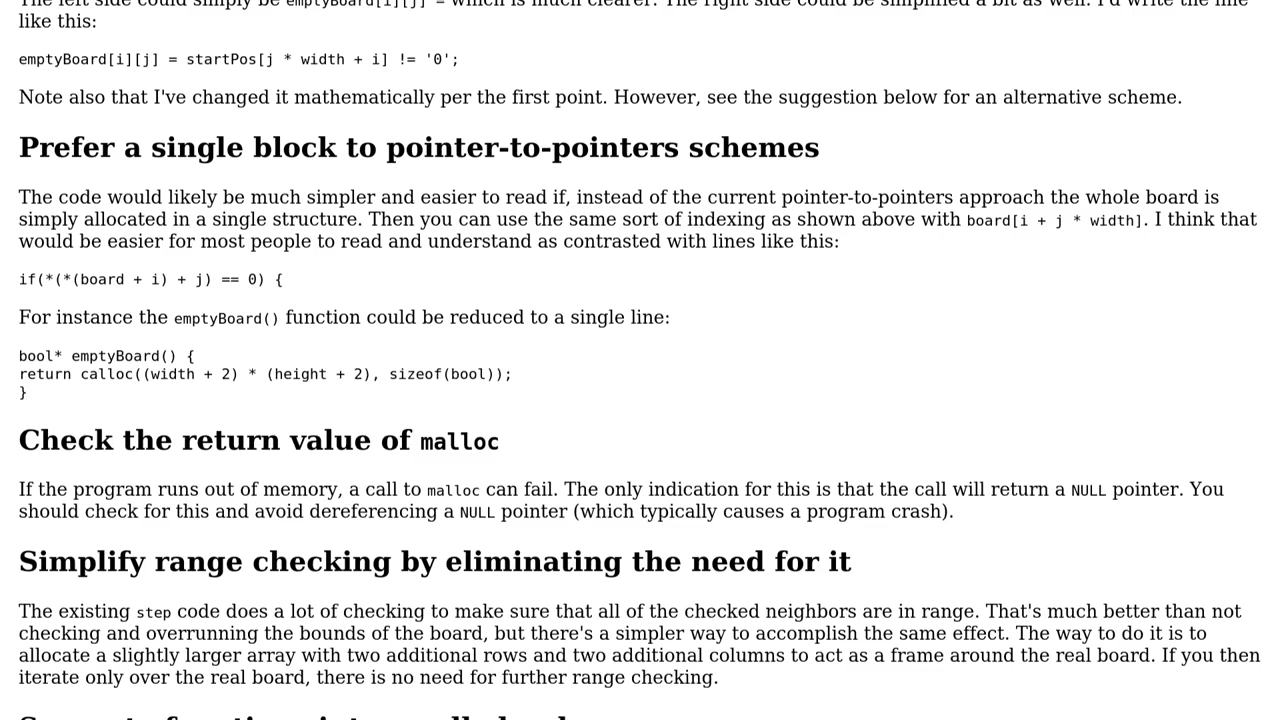 The left side could simply be emptyBoard[i][j] = which is much clearer. The right side could be simplified a bit as well. I'd write the line
like this:
emptyBoard[i][j] = startPos[j * width + i] != '0';
Note also that I've changed it mathematically per the first point. However, see the suggestion below for an alternative scheme.
Prefer a single block to pointer-to-pointers schemes
The code would likely be much simpler and easier to read if, instead of the current pointer-to-pointers approach the whole board is
simply allocated in a single structure. Then you can use the same sort of indexing as shown above with board[i + j * width]. I think that
would be easier for most people to read and understand as contrasted with lines like this:
if(*(*(board + i) + j) == 0) {
For instance the emptyBoard() function could be reduced to a single line:
bool* emptyBoard() {
return calloc((width + 2) * (height + 2), sizeof(bool));
}
Check the return value of malloc
If the program runs out of memory, a call to malloc can fail. The only indication for this is that the call will return a NULL pointer. You
should check for this and avoid dereferencing a NULL pointer (which typically causes a program crash).
Simplify range checking by eliminating the need for it
The existing step code does a lot of checking to make sure that all of the checked neighbors are in range. That's much better than not
checking and overrunning the bounds of the board, but there's a simpler way to accomplish the same effect. The way to do it is to
allocate a slightly larger array with two additional rows and two additional columns to act as a frame around the real board. If you then
iterate only over the real board, there is no need for further range checking.